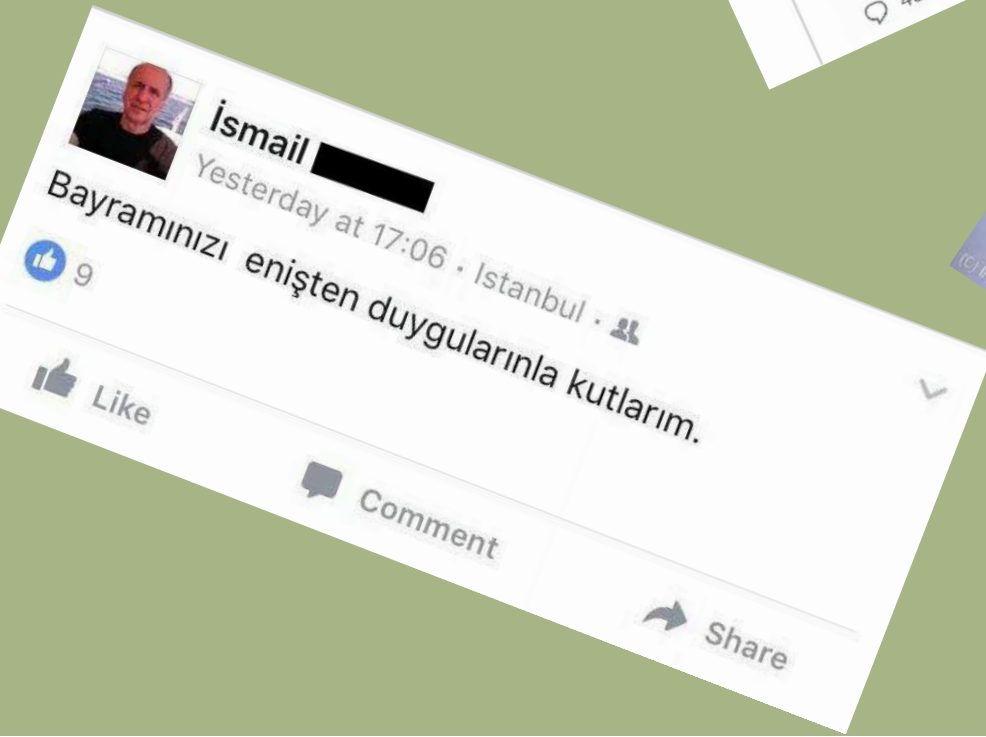 İsmail
Yesterday at 17:06 · Istanbul ·
Bayramınızı enişten duygularınla kutlarım.
9
Like
Comment
Share